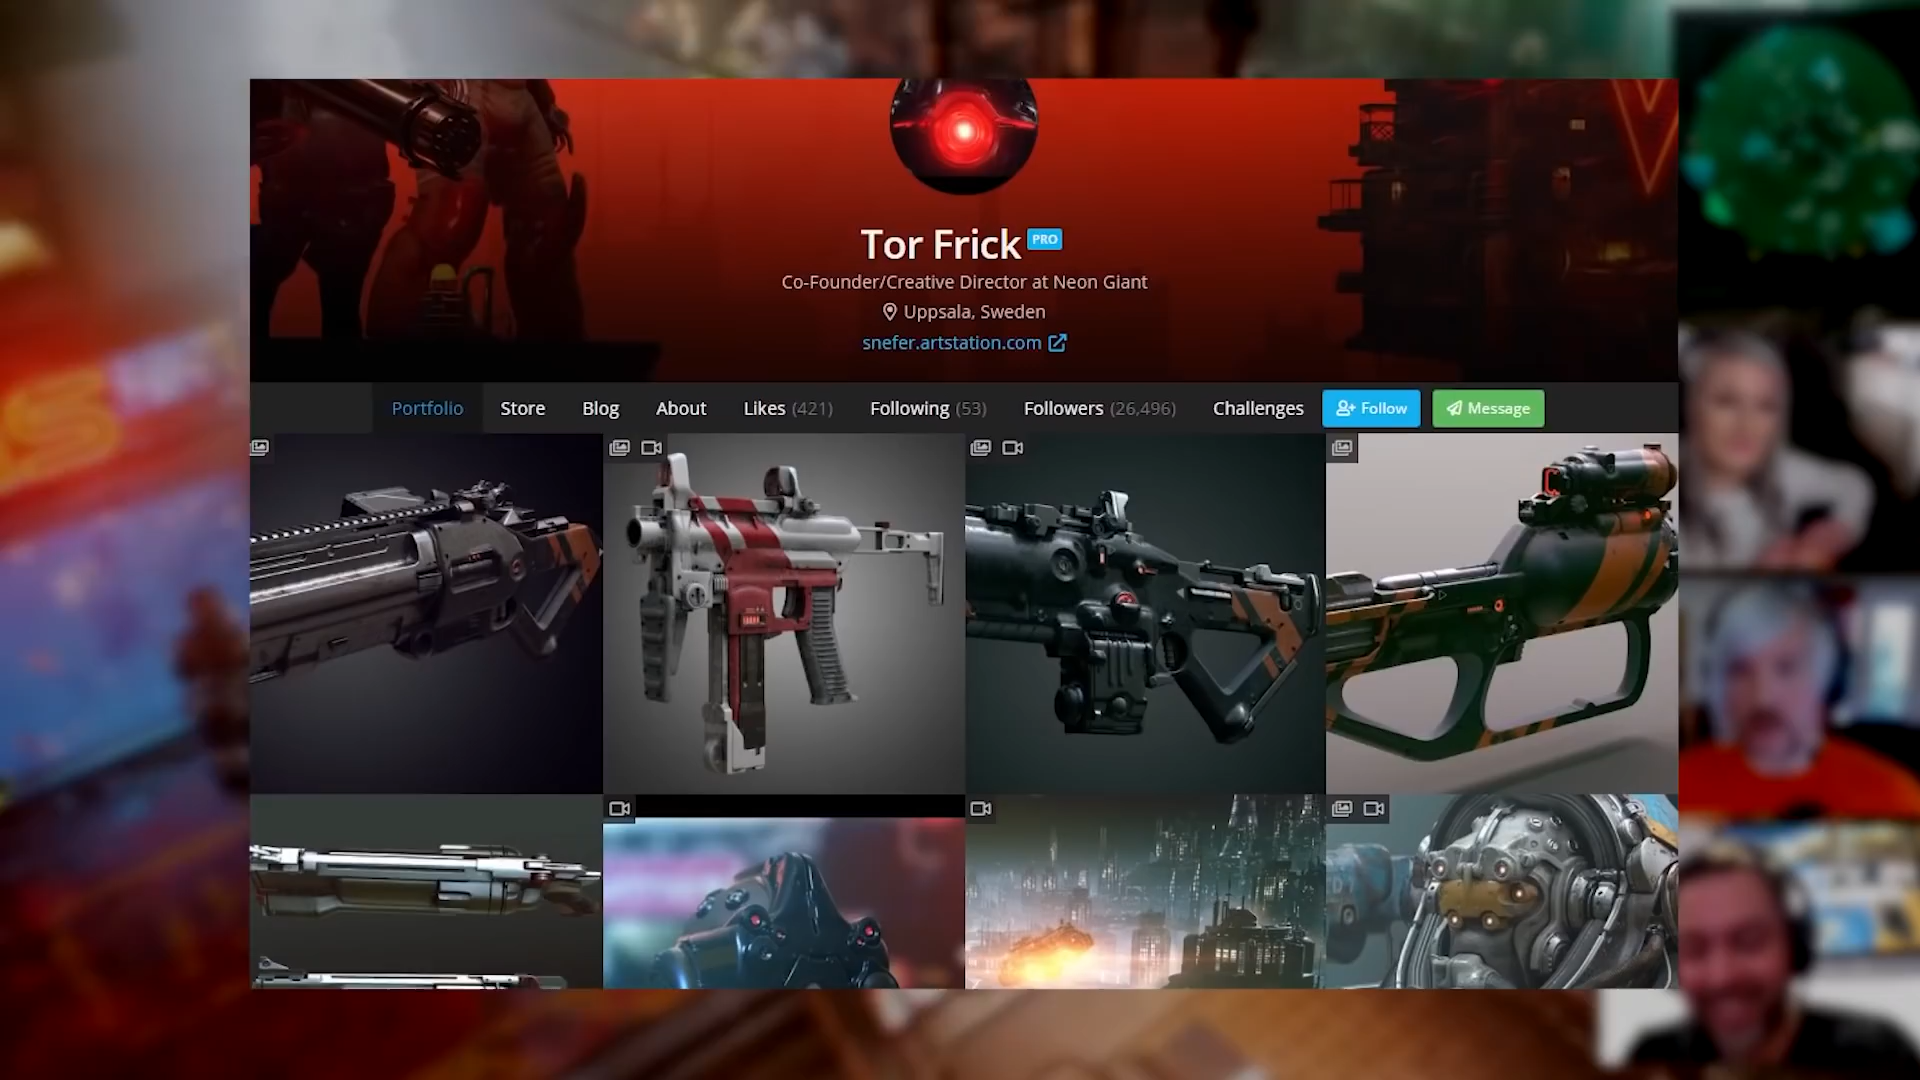 Tor Frick PRO
Co-Founder/Creative Director at Neon Giant
Uppsala, Sweden
snefer.artstation.com
Portfolio Store Blog About Likes (421) Following (53) Followers (26,496) Challenges Follow Message